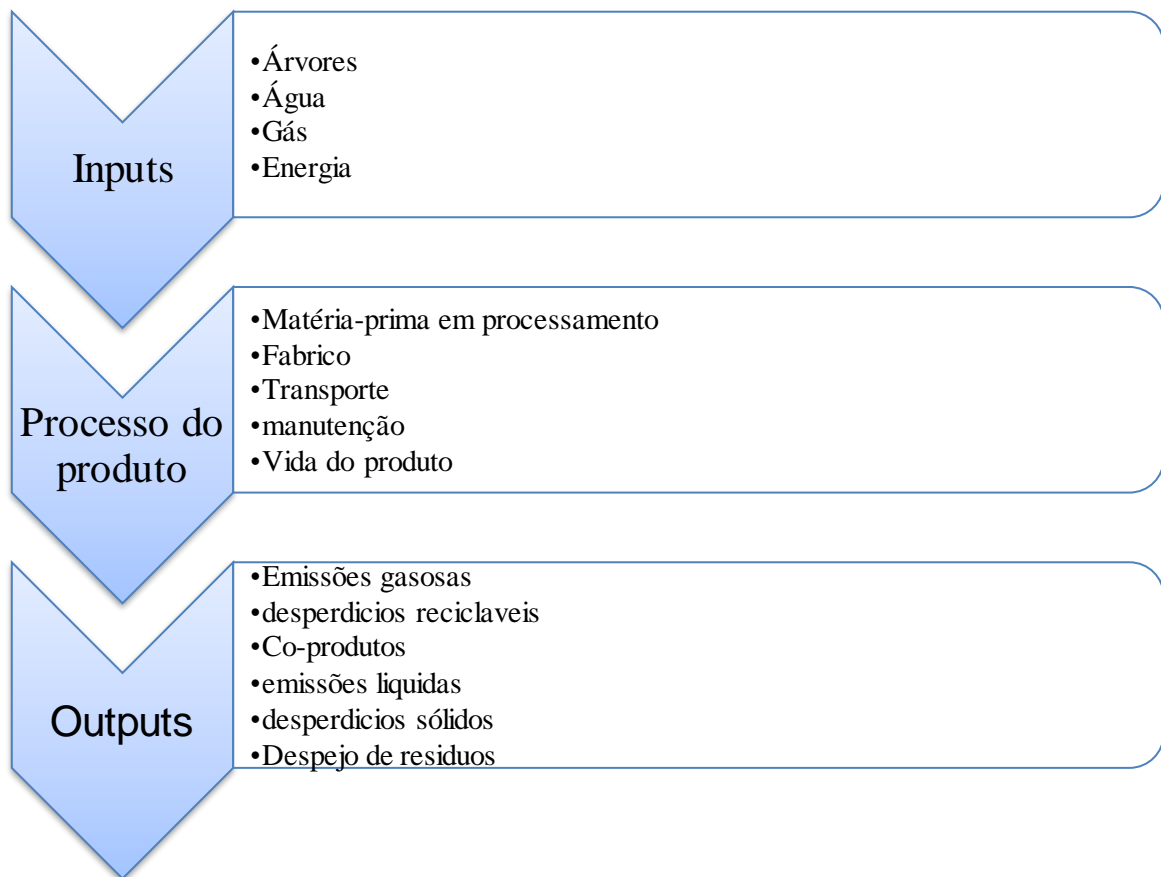 Inputs
•Árvores
•Água
•Gás
•Energia
Processo do
produto
•Matéria-prima em processamento
•Fabrico
•Transporte
•manutenção
•Vida do produto
Outputs
•Emissões gasosas
•desperdicios reciclaveis
•Co-produtos
•emissões liquidas
•desperdicios sólidos
•Despejo de residuos